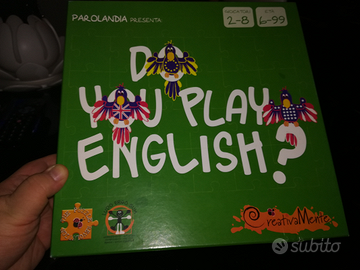 PAROLANDIA PRESENTA:
GIOCATORI
2-8
ETÀ
6-99
DO
YOU PLAY
ENGLISH?
CreativaMente
subito